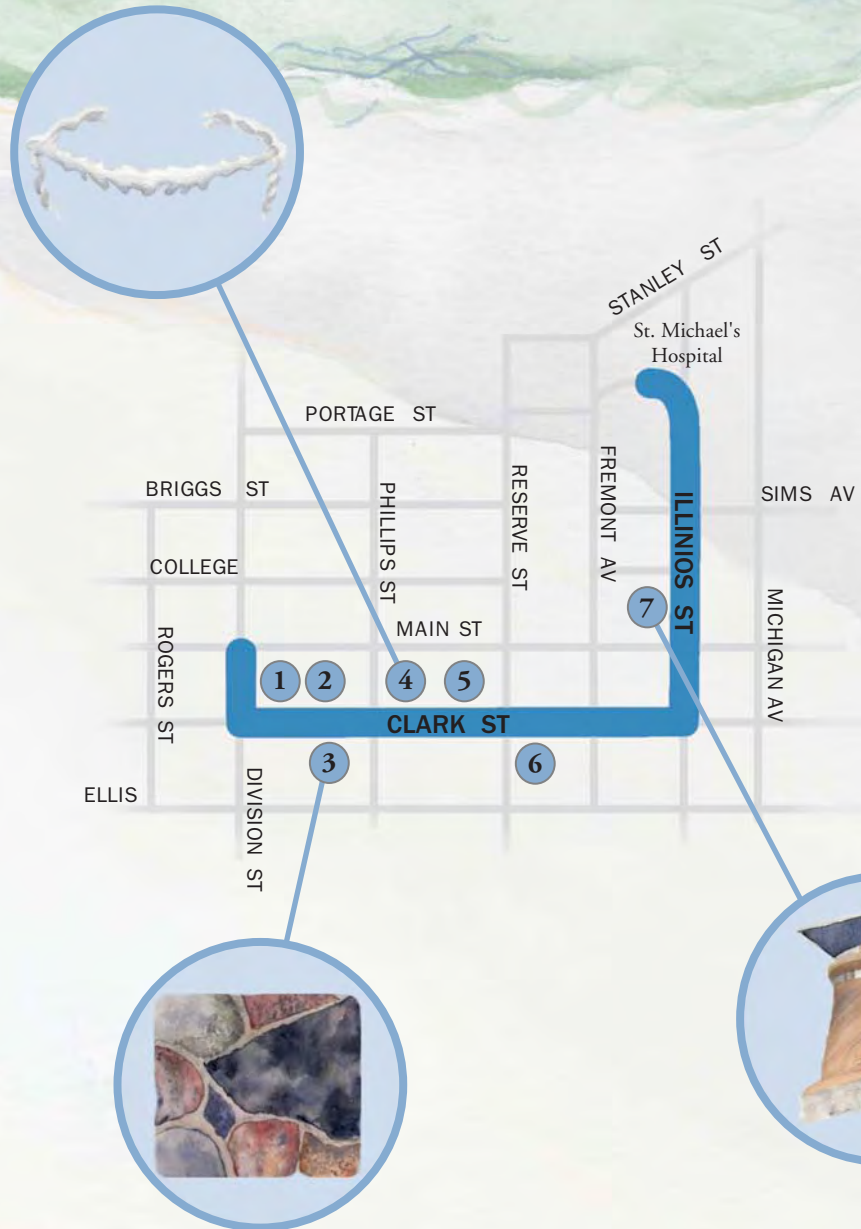 STANLEY ST
St. Michael's
Hospital
PORTAGE ST
BRIGGS ST
PHILLIPS ST
RESERVE ST
FREMONT AV
ILLINIOS ST
SIMS AV
COLLEGE
ROGERS ST
MAIN ST
MICHIGAN AV
7
1
2
4
5
CLARK ST
3
6
ELLIS
DIVISION ST